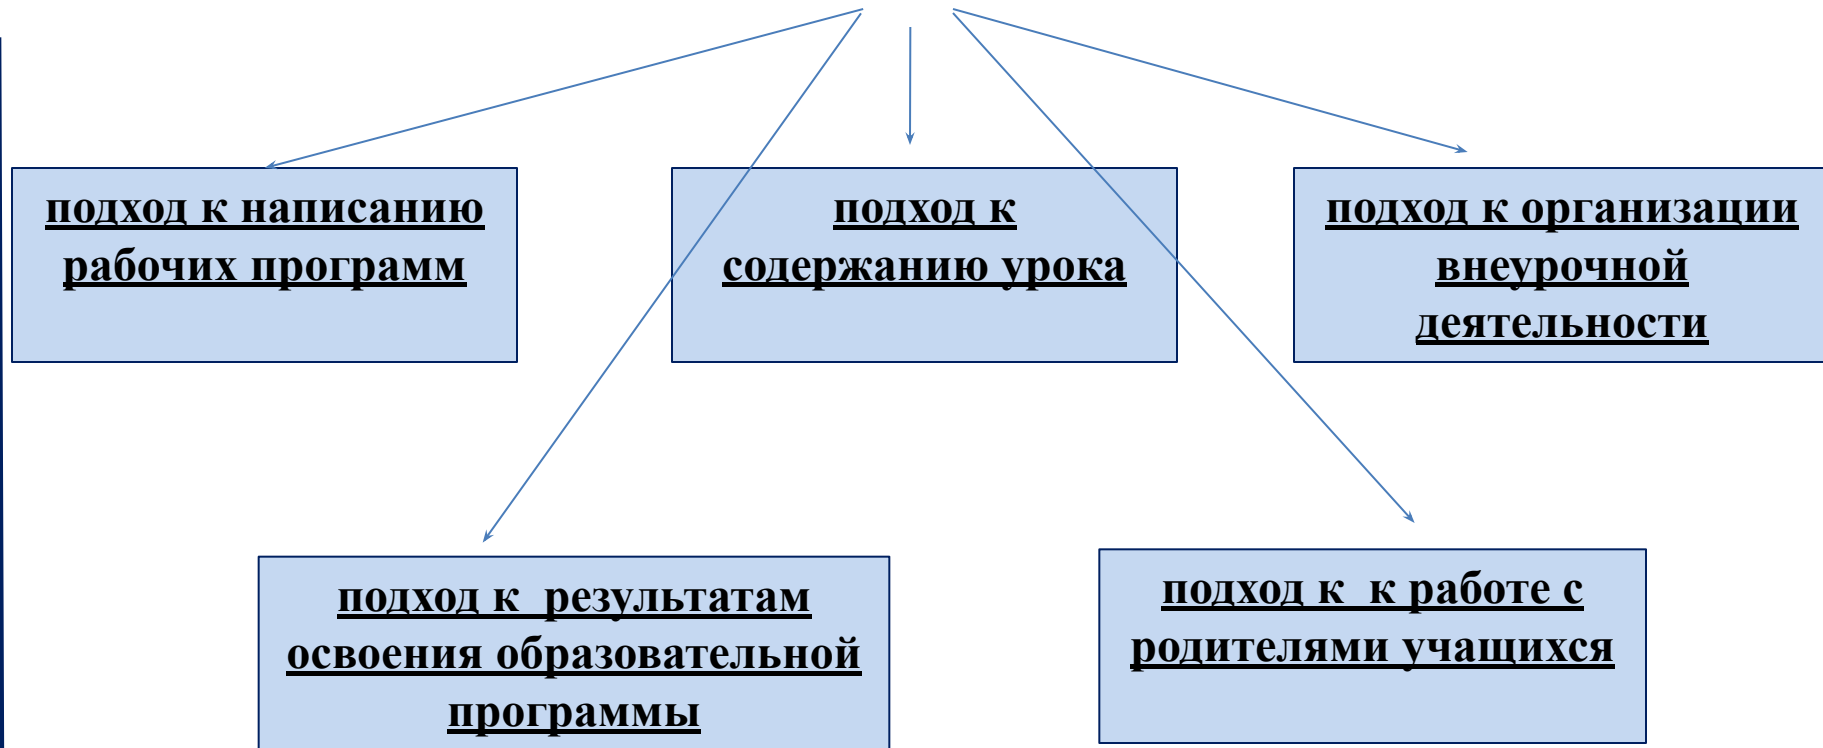 подход к написанию
рабочих программ
подход к
содержанию урока
подход к организации
внеурочной
деятельности
подход к  результатам
освоения образовательной
программы
подход к  к работе с
родителями учащихся